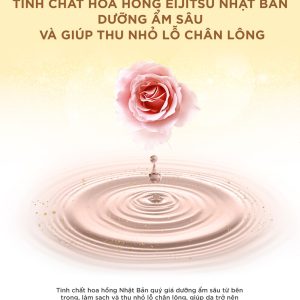 TINH CHẤT HOA HỒNG EIJITSU NHẬT BẢN
DƯỠNG ẨM SÂU
VÀ GIÚP THU NHỎ LỖ CHÂN LÔNG
Tinh chất hoa hồng Nhật Bản quý giá dưỡng ẩm sâu từ bên
trong, làm sạch và thu nhỏ lỗ chân lông, giúp da trở nên